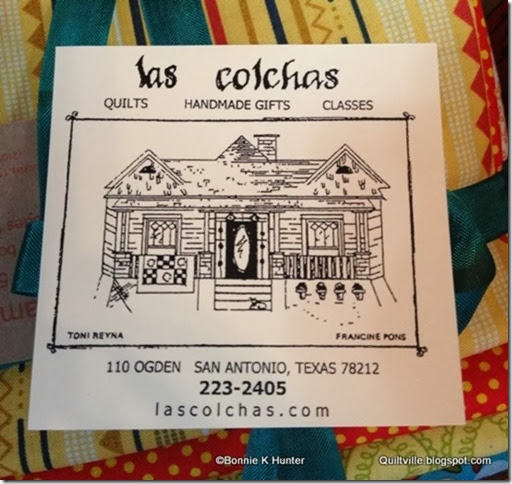 las colchas
QUILTS HANDMADE GIFTS CLASSES
TONI REYNA FRANCINE PONS
110 OGDEN SAN ANTONIO, TEXAS 78212
223-2405
lascolchas.com
©Bonnie K Hunter Quiltville.blogspot.com